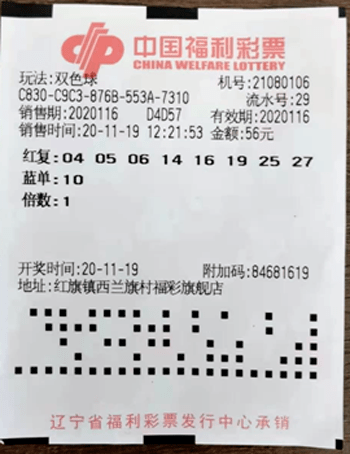 中国福利彩票
CHINA WELFARE LOTTERY
玩法:双色球 机号:21080106
C830-C9C3-876B-553A-7310 流水号:29
销售期:2020116 D4D57 有效期:2020116
销售时间:20-11-19 12:21:53 金额:56元
红复:04 05 06 14 16 19 25 27
蓝单:10
倍数:1
开奖时间:20-11-19 附加码:84681619
地址:红旗镇西兰旗村福彩旗舰店
辽宁省福利彩票发行中心承销